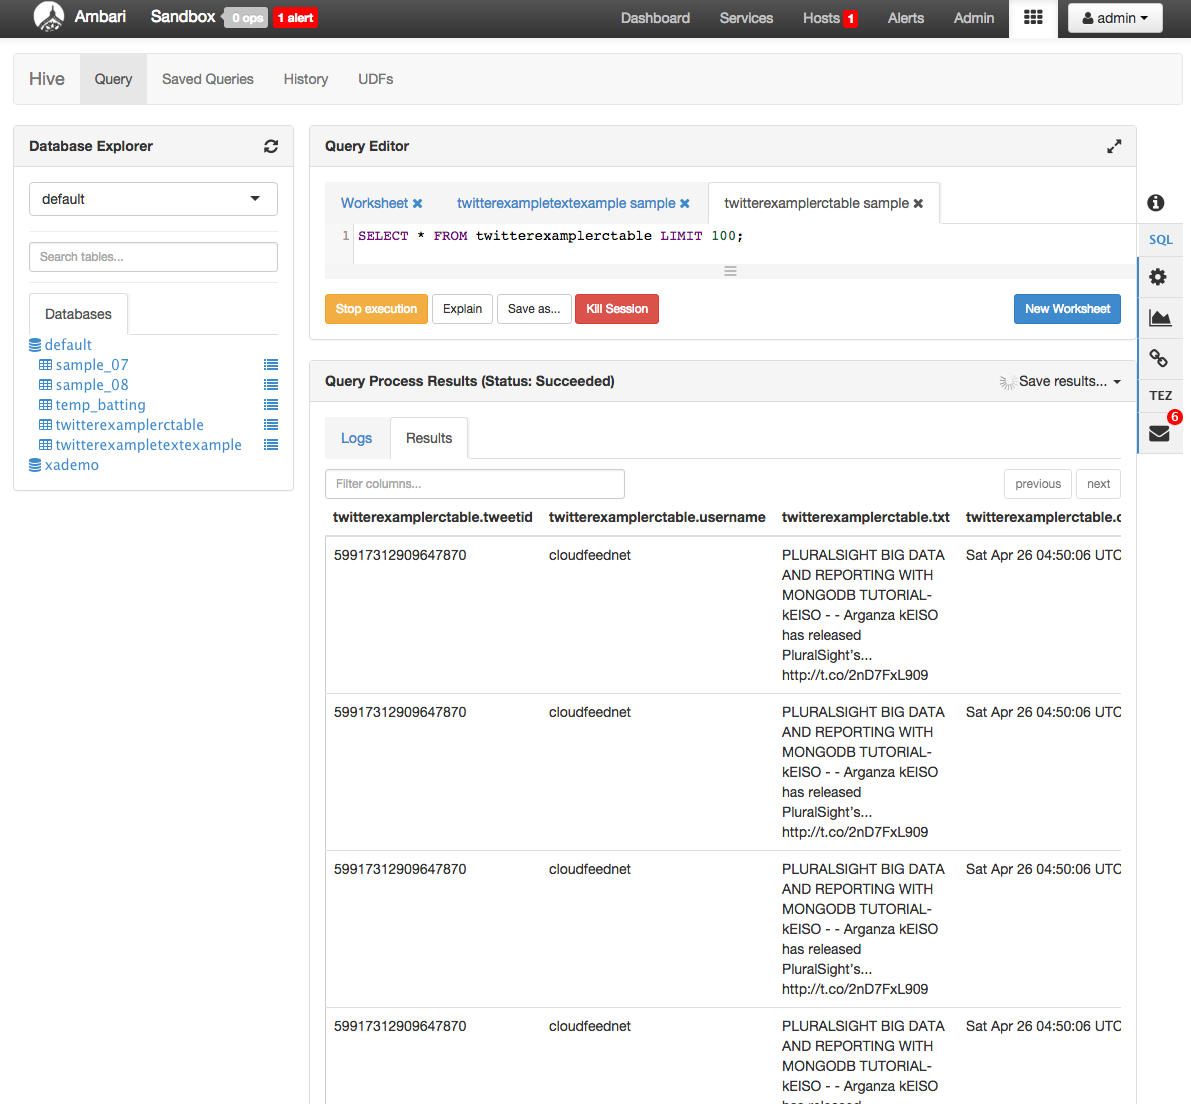 Ambari Sandbox 0 ops 1 alert Dashboard Services Hosts 1 Alerts Admin admin
Hive Query Saved Queries History UDFs
Database Explorer
default
Search tables...
Databases
default
sample_07
sample_08
temp_batting
twitterexamplerctable
twitterexampletextexample
xademo
Query Editor
Worksheet twitterexampletextexample sample twitterexamplerctable sample
1 SELECT * FROM twitterexamplerctable LIMIT 100;
Stop execution Explain Save as... Kill Session New Worksheet
SQL
TEZ
6
Query Process Results (Status: Succeeded) Save results...
Logs Results
Filter columns... previous next
twitterexamplerctable.tweetid twitterexamplerctable.username twitterexamplerctable.txt twitterexamplerctable.c
59917312909647870 cloudfeednet PLURALSIGHT BIG DATA Sat Apr 26 04:50:06 UTC
AND REPORTING WITH
MONGODB TUTORIAL-
kEISO - - Arganza kEISO
has released
PluralSight's...
http://t.co/2nD7FxL909
59917312909647870 cloudfeednet PLURALSIGHT BIG DATA Sat Apr 26 04:50:06 UTC
AND REPORTING WITH
MONGODB TUTORIAL-
kEISO - - Arganza kEISO
has released
PluralSight's...
http://t.co/2nD7FxL909
59917312909647870 cloudfeednet PLURALSIGHT BIG DATA Sat Apr 26 04:50:06 UTC
AND REPORTING WITH
MONGODB TUTORIAL-
kEISO - - Arganza kEISO
has released
PluralSight's...
http://t.co/2nD7FxL909
59917312909647870 cloudfeednet PLURALSIGHT BIG DATA Sat Apr 26 04:50:06 UTC
AND REPORTING WITH
MONGODB TUTORIAL-
kEISO - - Arganza kEISO